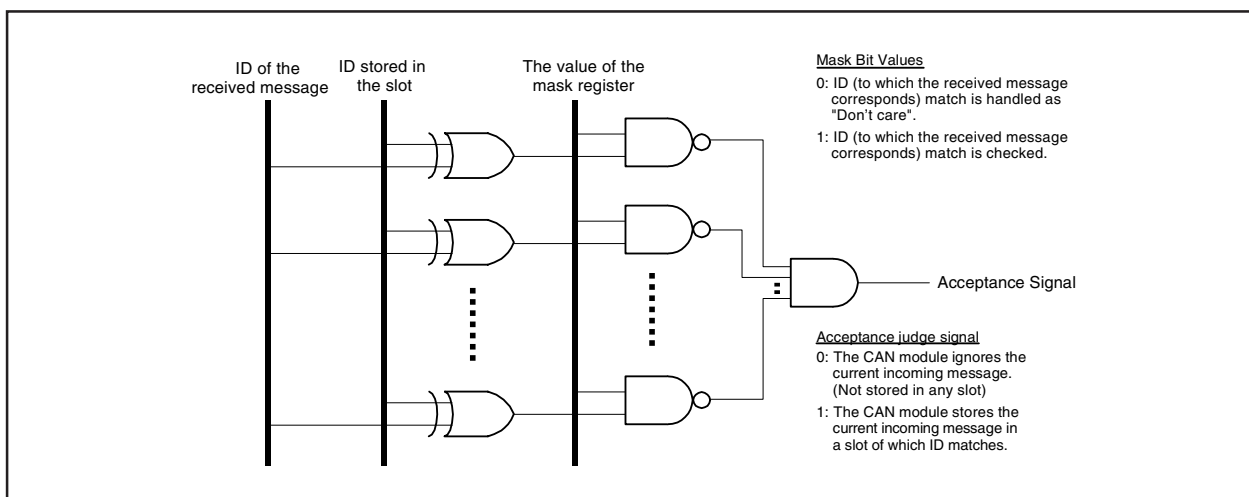 ID of the
received message
ID stored in
the slot
The value of the
mask register
Mask Bit Values
0: ID (to which the received message
corresponds) match is handled as
"Don't care".
1: ID (to which the received message
corresponds) match is checked.
Acceptance Signal
Acceptance judge signal
0: The CAN module ignores the
current incoming message.
(Not stored in any slot)
1: The CAN module stores the
current incoming message in
a slot of which ID matches.